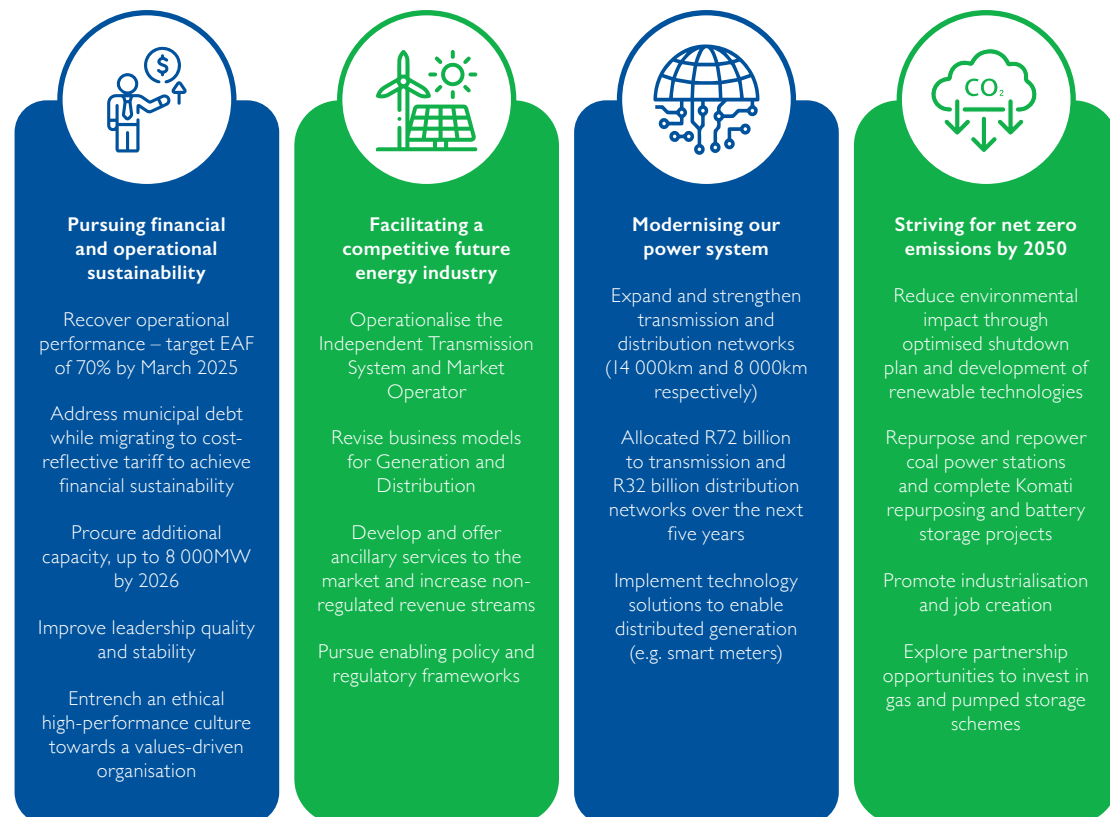 $
Pursuing financial
and operational
sustainability
Recover operational
performance – target EAF
of 70% by March 2025
Address municipal debt
while migrating to cost-
reflective tariff to achieve
financial sustainability
Procure additional
capacity, up to 8 000MW
by 2026
Improve leadership quality
and stability
Entrench an ethical
high-performance culture
towards a values-driven
organisation
Facilitating a
competitive future
energy industry
Operationalise the
Independent Transmission
System and Market
Operator
Revise business models
for Generation and
Distribution
Develop and offer
ancillary services to the
market and increase non-
regulated revenue streams
Pursue enabling policy and
regulatory frameworks
Modernising our
power system
Expand and strengthen
transmission and
distribution networks
(14 000km and 8 000km
respectively)
Allocated R72 billion
to transmission and
R32 billion distribution
networks over the next
five years
Implement technology
solutions to enable
distributed generation
(e.g. smart meters)
CO₂
Striving for net zero
emissions by 2050
Reduce environmental
impact through
optimised shutdown
plan and development of
renewable technologies
Repurpose and repower
coal power stations
and complete Komati
repurposing and battery
storage projects
Promote industrialisation
and job creation
Explore partnership
opportunities to invest in
gas and pumped storage
schemes